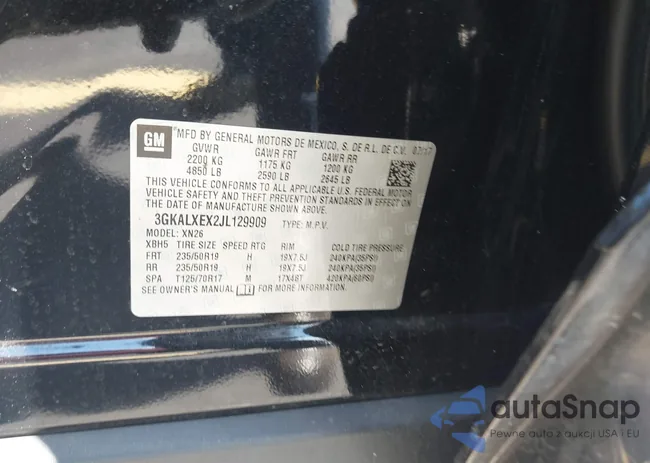 GM
MFD BY GENERAL MOTORS DE MEXICO, S. DE R.L. DE C.V. 07/17
GVWR GAWR FRT GAWR RR
2200 KG 1175 KG 1200 KG
4850 LB 2590 LB 2645 LB
THIS VEHICLE CONFORMS TO ALL APPLICABLE U.S. FEDERAL MOTOR
VEHICLE SAFETY AND THEFT PREVENTION STANDARDS IN EFFECT ON
THE DATE OF MANUFACTURE SHOWN ABOVE.
3GKALXEX2JL129909 TYPE: M.P.V.
MODEL: XN26
XBH5 TIRE SIZE SPEED RTG RIM COLD TIRE PRESSURE
FRT 235/50R19 H 19X7.5J 240KPA(35PSI)
RR 235/50R19 H 19X7.5J 240KPA(35PSI)
SPA T125/70R17 M 17X4BT 420KPA(60PSI)
SEE OWNER'S MANUAL FOR MORE INFORMATION
autoSnap
Pewne auto z aukcji USA i EU